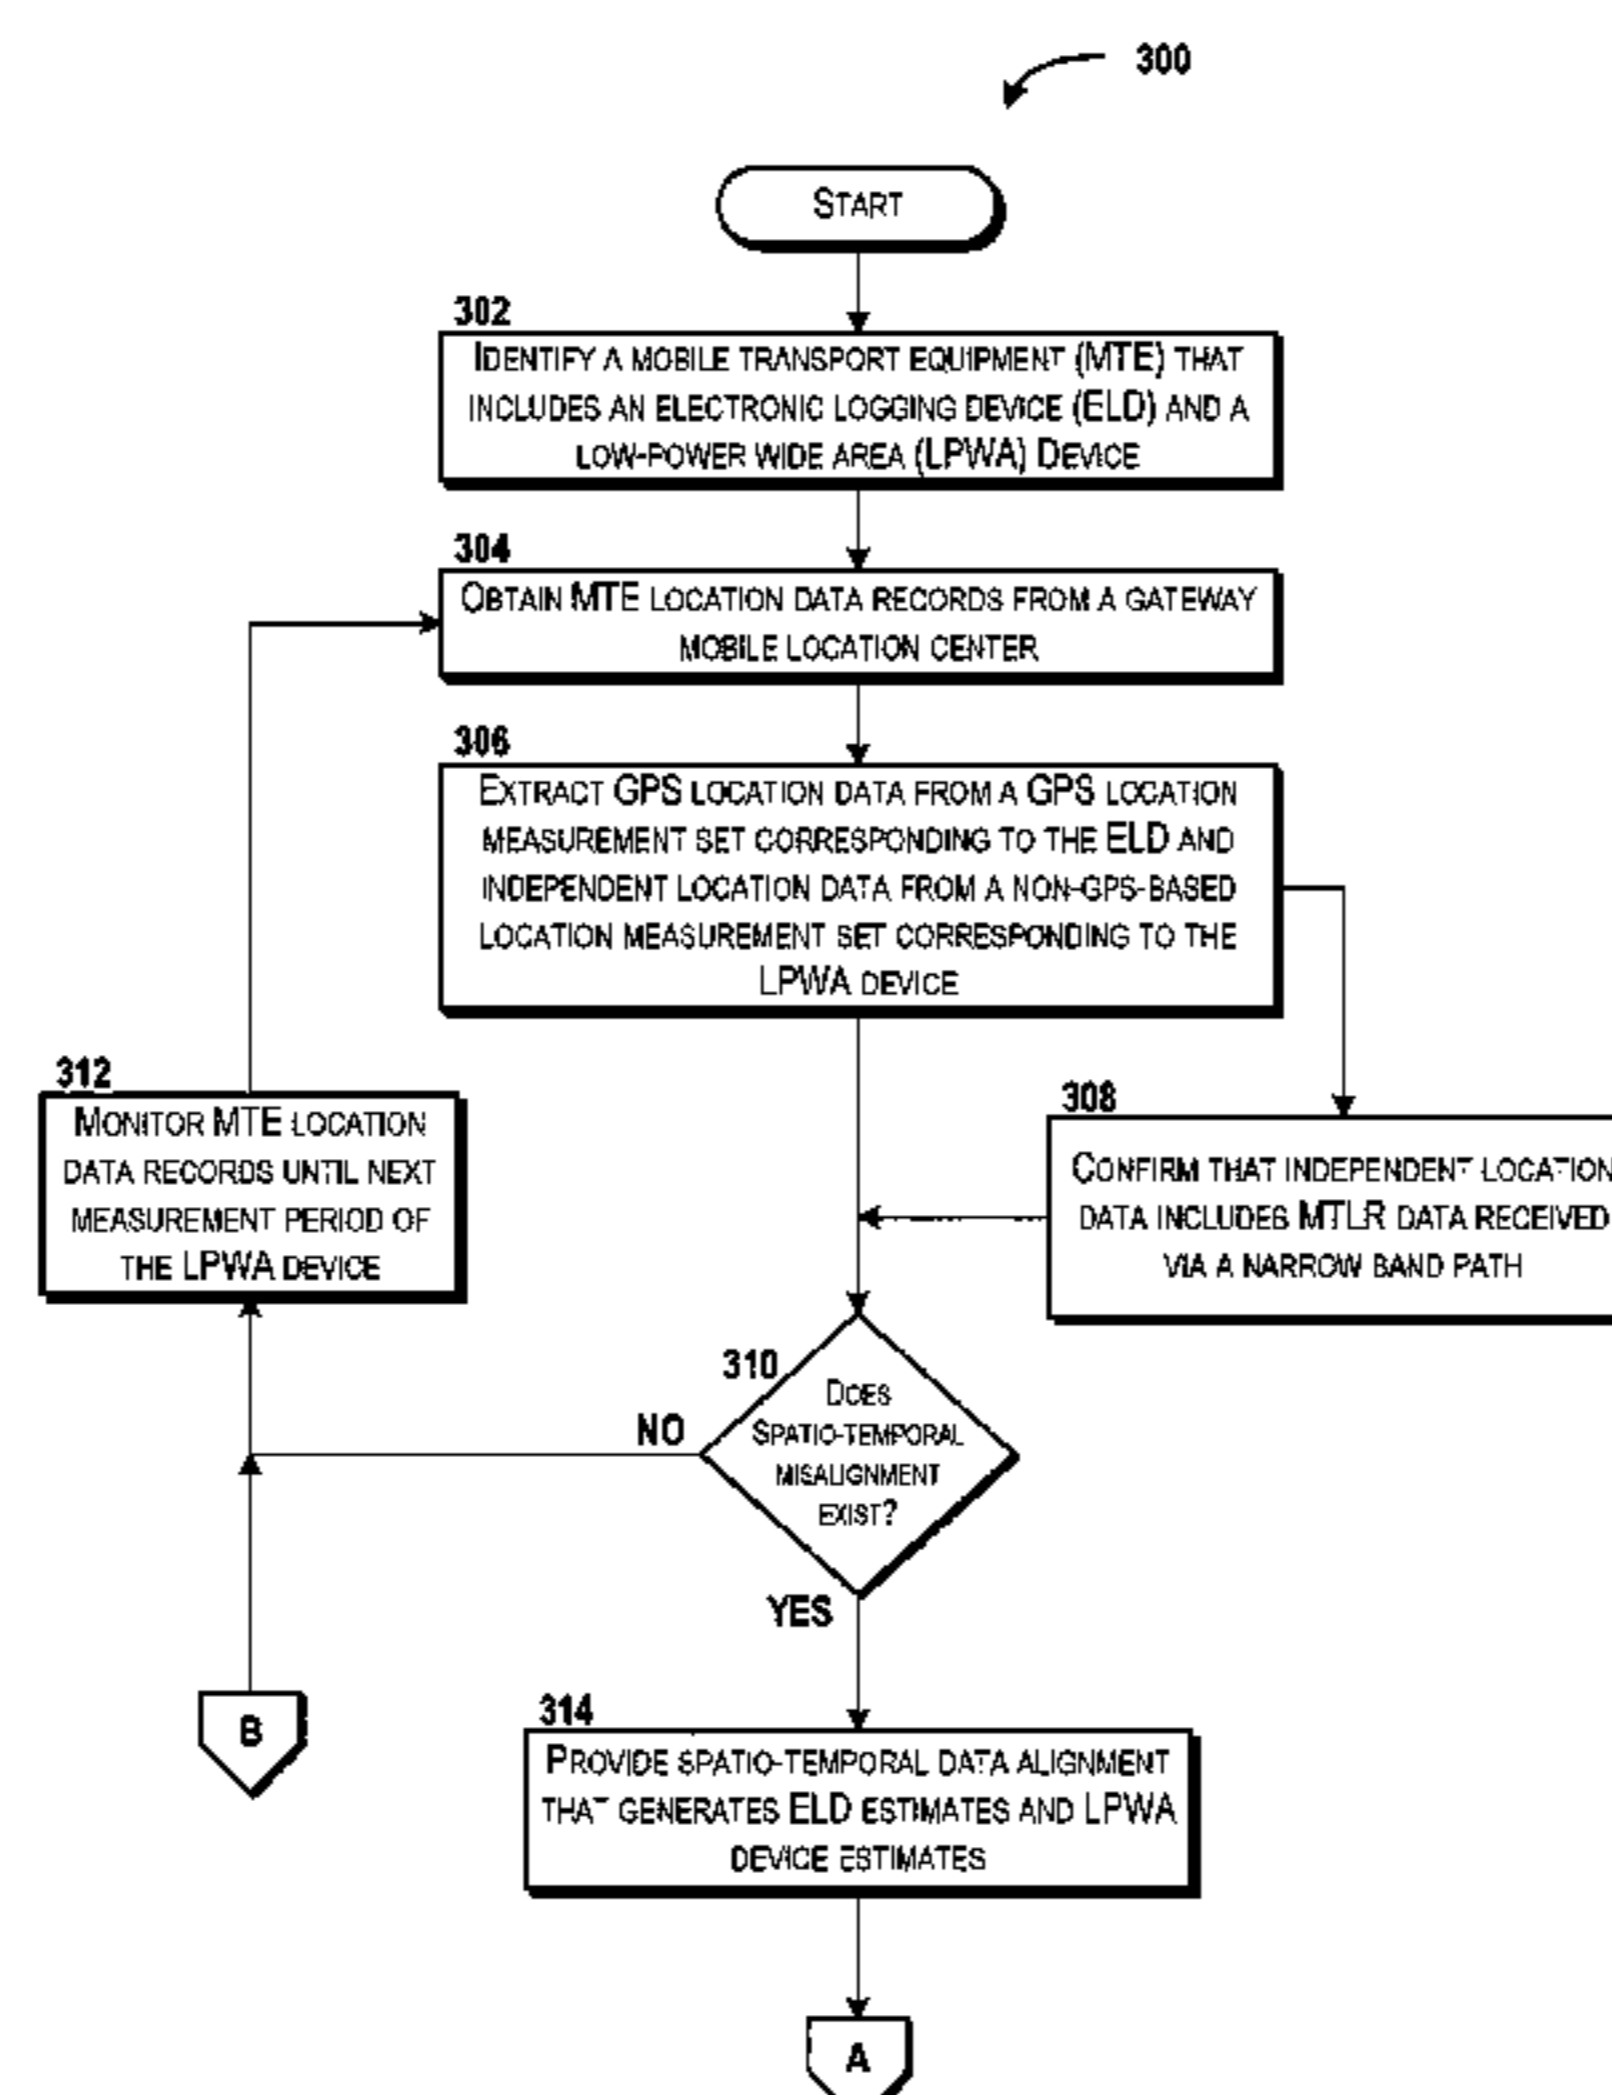 300
START
302
IDENTIFY A MOBILE TRANSPORT EQUIPMENT (MTE) THAT
INCLUDES AN ELECTRONIC LOGGING DEVICE (ELD) AND A
LOW-POWER WIDE AREA (LPWA) DEVICE
304
OBTAIN MTE LOCATION DATA RECORDS FROM A GATEWAY
MOBILE LOCATION CENTER
306
EXTRACT GPS LOCATION DATA FROM A GPS LOCATION
MEASUREMENT SET CORRESPONDING TO THE ELD AND
INDEPENDENT LOCATION DATA FROM A NON-GPS-BASED
LOCATION MEASUREMENT SET CORRESPONDING TO THE
LPWA DEVICE
312
MONITOR MTE LOCATION
DATA RECORDS UNTIL NEXT
MEASUREMENT PERIOD OF
THE LPWA DEVICE
308
CONFIRM THAT INDEPENDENT LOCATION
DATA INCLUDES MTLR DATA RECEIVED
VIA A NARROW BAND PATH
310
DOES
SPATIO-TEMPORAL
MISALIGNMENT
EXIST?
NO
YES
B
314
PROVIDE SPATIO-TEMPORAL DATA ALIGNMENT
THAT GENERATES ELD ESTIMATES AND LPWA
DEVICE ESTIMATES
A